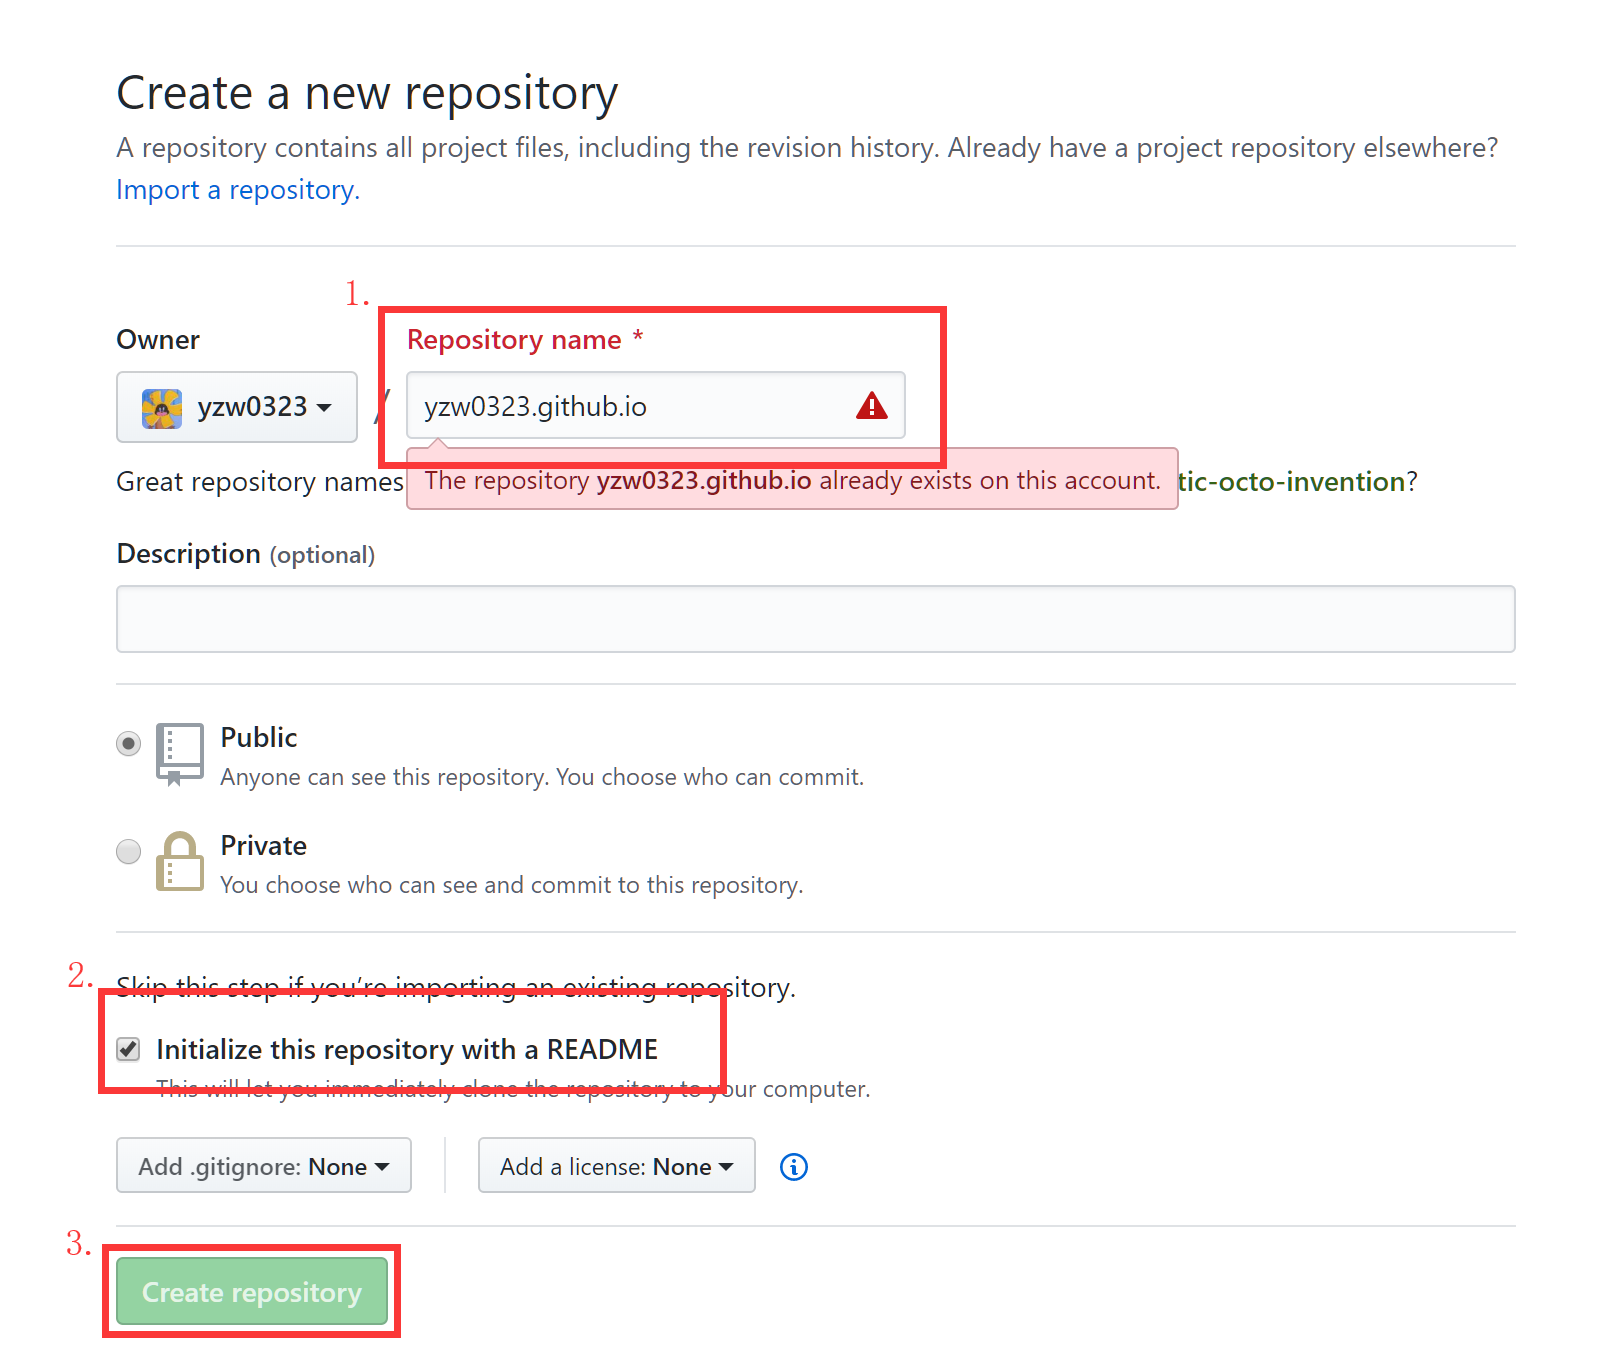 Create a new repository
A repository contains all project files, including the revision history. Already have a project repository elsewhere?
Import a repository.
1.
Owner
Repository name *
yzw0323
/
yzw0323.github.io
Great repository names
The repository yzw0323.github.io already exists on this account.
tic-octo-invention?
Description (optional)
Public
Anyone can see this repository. You choose who can commit.
Private
You choose who can see and commit to this repository.
2.
Skip this step if you’re importing an existing repository.
Initialize this repository with a README
This will let you immediately clone the repository to your computer.
Add .gitignore: None
Add a license: None
3.
Create repository